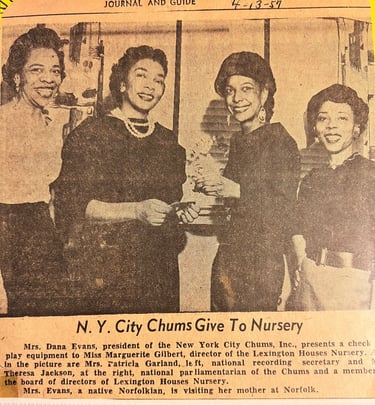 JOURNAL AND GUIDE
4-13-57
N. Y. City Chums Give To Nursery
Mrs. Dana Evans, president of the New York City Chums, Inc., presents a check
play equipment to Miss Marguerite Gilbert, director of the Lexington Houses Nursery.
in the picture are Mrs. Patricia Garland, left, national recording secretary and
Theresa Jackson, at the right, national parliamentarian of the Chums and a member
the board of directors of Lexington Houses Nursery.
Mrs. Evans, a native Norfolkian, is visiting her mother at Norfolk.